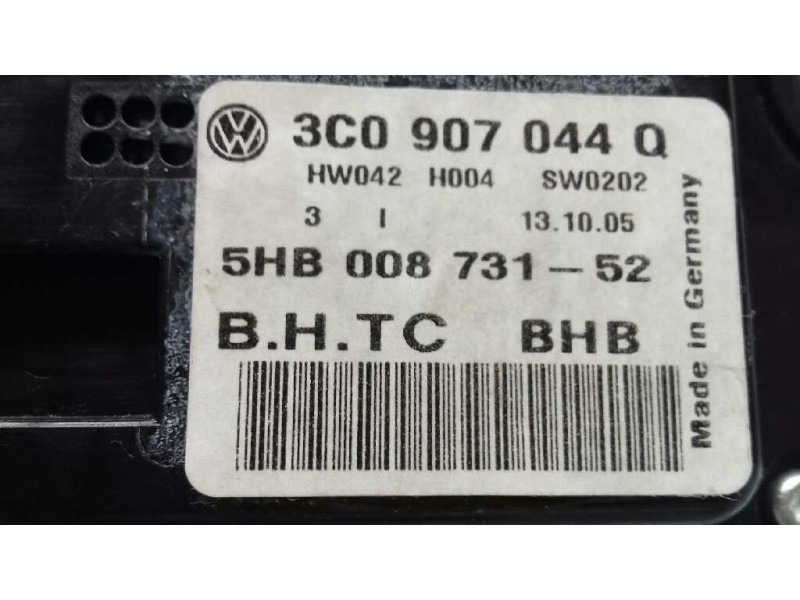 3C0 907 044 Q
HW042 H004 SW0202
3 I 13.10.05
5HB 008 731-52
B.H.TC BHB
Made in Germany